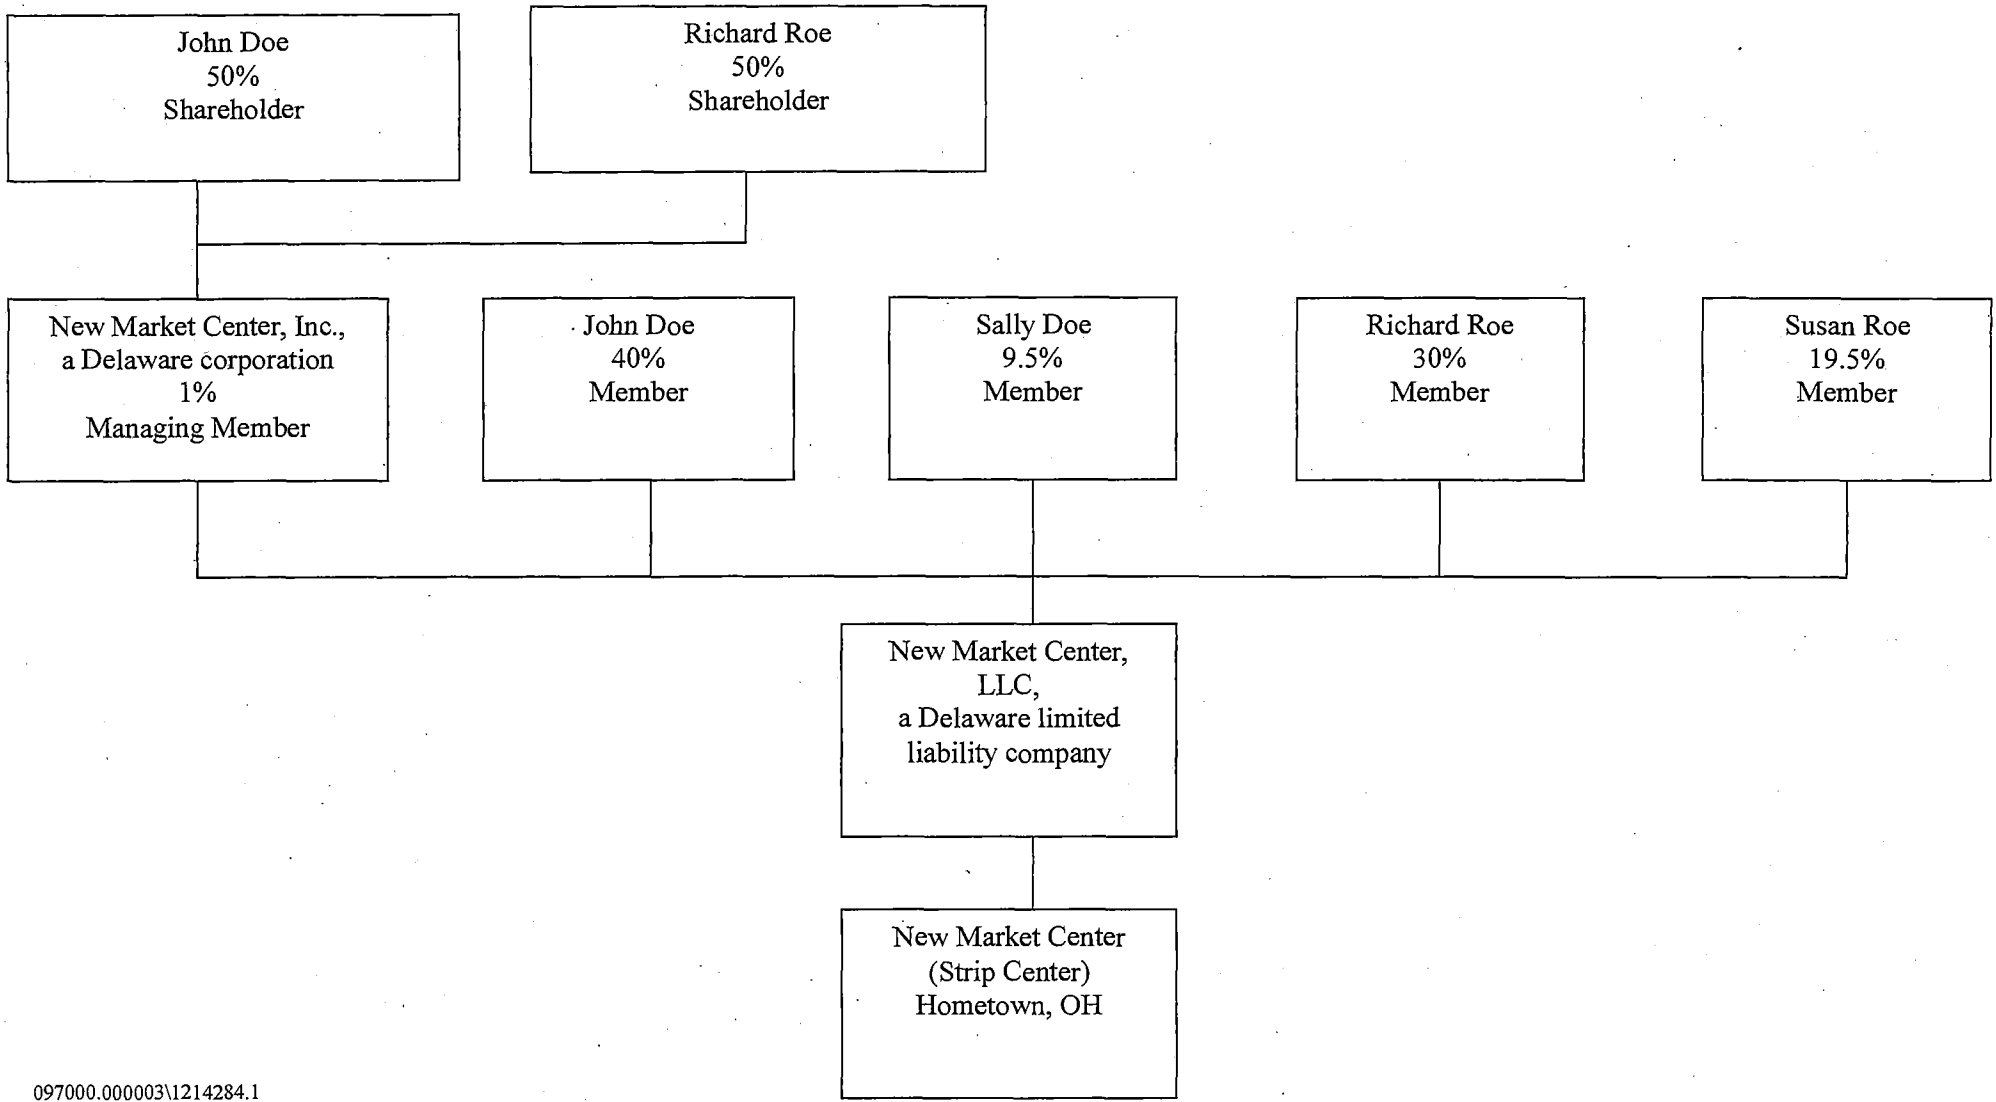 John Doe
50%
Shareholder
Richard Roe
50%
Shareholder
New Market Center, Inc.,
a Delaware corporation
1%
Managing Member
John Doe
40%
Member
Sally Doe
9.5%
Member
Richard Roe
30%
Member
Susan Roe
19.5%
Member
New Market Center,
LLC,
a Delaware limited
liability company
New Market Center
(Strip Center)
Hometown, OH
097000.000003\1214284.1